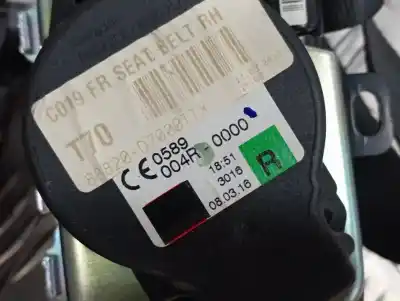 C019 FR SEAT BELT RH
T70
CE 0589
004R 0000
18:51
3016
08.03.16
R